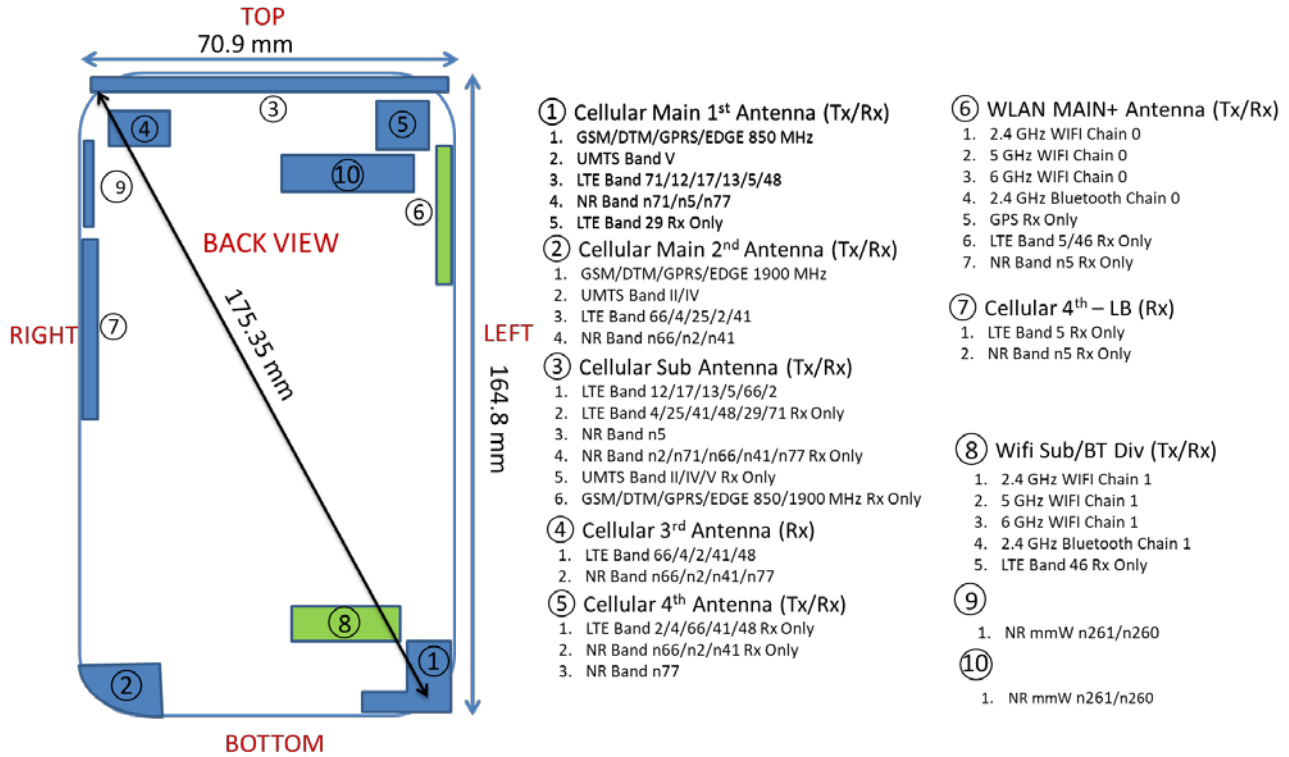 TOP
70.9 mm
③
④
⑤
⑩
⑨
⑥
BACK VIEW
175.35 mm
RIGHT
⑦
LEFT
164.8 mm
⑧
①
②
BOTTOM
① Cellular Main 1st Antenna (Tx/Rx)
1. GSM/DTM/GPRS/EDGE 850 MHz
2. UMTS Band V
3. LTE Band 71/12/17/13/5/48
4. NR Band n71/n5/n77
5. LTE Band 29 Rx Only
② Cellular Main 2nd Antenna (Tx/Rx)
1. GSM/DTM/GPRS/EDGE 1900 MHz
2. UMTS Band II/IV
3. LTE Band 66/4/25/2/41
4. NR Band n66/n2/n41
③ Cellular Sub Antenna (Tx/Rx)
1. LTE Band 12/17/13/5/66/2
2. LTE Band 4/25/41/48/29/71 Rx Only
3. NR Band n5
4. NR Band n2/n71/n66/n41/n77 Rx Only
5. UMTS Band II/IV/V Rx Only
6. GSM/DTM/GPRS/EDGE 850/1900 MHz Rx Only
④ Cellular 3rd Antenna (Rx)
1. LTE Band 66/4/2/41/48
2. NR Band n66/n2/n41/n77
⑤ Cellular 4th Antenna (Tx/Rx)
1. LTE Band 2/4/66/41/48 Rx Only
2. NR Band n66/n2/n41 Rx Only
3. NR Band n77
⑥ WLAN MAIN+ Antenna (Tx/Rx)
1. 2.4 GHz WIFI Chain 0
2. 5 GHz WIFI Chain 0
3. 6 GHz WIFI Chain 0
4. 2.4 GHz Bluetooth Chain 0
5. GPS Rx Only
6. LTE Band 5/46 Rx Only
7. NR Band n5 Rx Only
⑦ Cellular 4th – LB (Rx)
1. LTE Band 5 Rx Only
2. NR Band n5 Rx Only
⑧ Wifi Sub/BT Div (Tx/Rx)
1. 2.4 GHz WIFI Chain 1
2. 5 GHz WIFI Chain 1
3. 6 GHz WIFI Chain 1
4. 2.4 GHz Bluetooth Chain 1
5. LTE Band 46 Rx Only
⑨
1. NR mmW n261/n260
⑩
1. NR mmW n261/n260